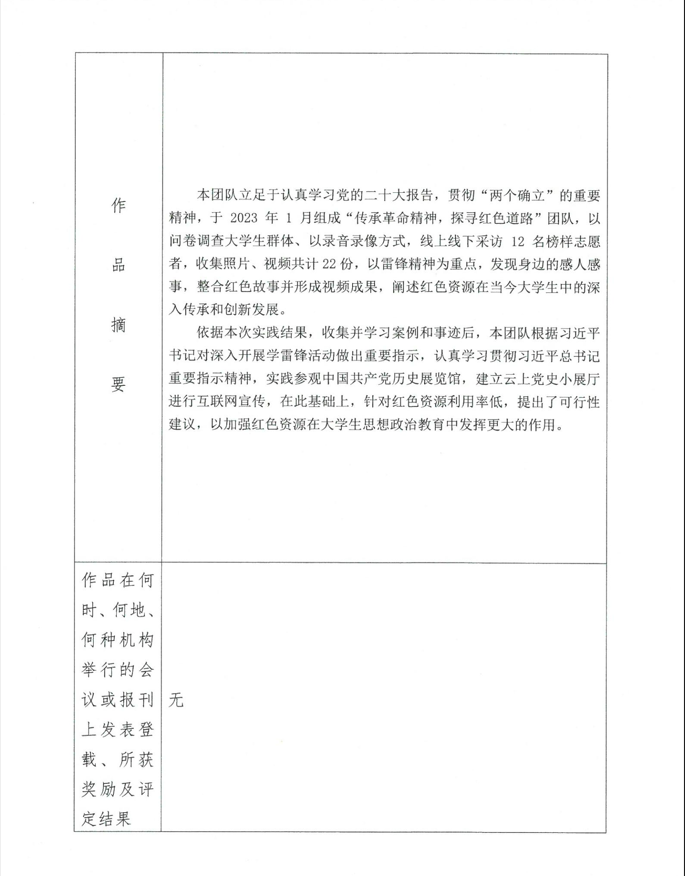 作
品
摘
要
本团队立足于认真学习党的二十大报告，贯彻“两个确立”的重要
精神，于 2023 年 1 月组成“传承革命精神，探寻红色道路”团队，以
问卷调查大学生群体、以录音录像方式，线上线下采访 12 名榜样志愿
者，收集照片、视频共计 22 份，以雷锋精神为重点，发现身边的感人感
事，整合红色故事并形成视频成果，阐述红色资源在当今大学生中的深
入传承和创新发展。
依据本次实践结果，收集并学习案例和事迹后，本团队根据习近平
书记对深入开展学雷锋活动做出重要指示，认真学习贯彻习近平总书记
重要指示精神，实践参观中国共产党历史展览馆，建立云上党史小展厅
进行互联网宣传，在此基础上，针对红色资源利用率低，提出了可行性
建议，以加强红色资源在大学生思想政治教育中发挥更大的作用。
作品在何
时、何地、
何种机构
举行的会
议或报刊
上发表登
载、所获
奖励及评
定结果
无